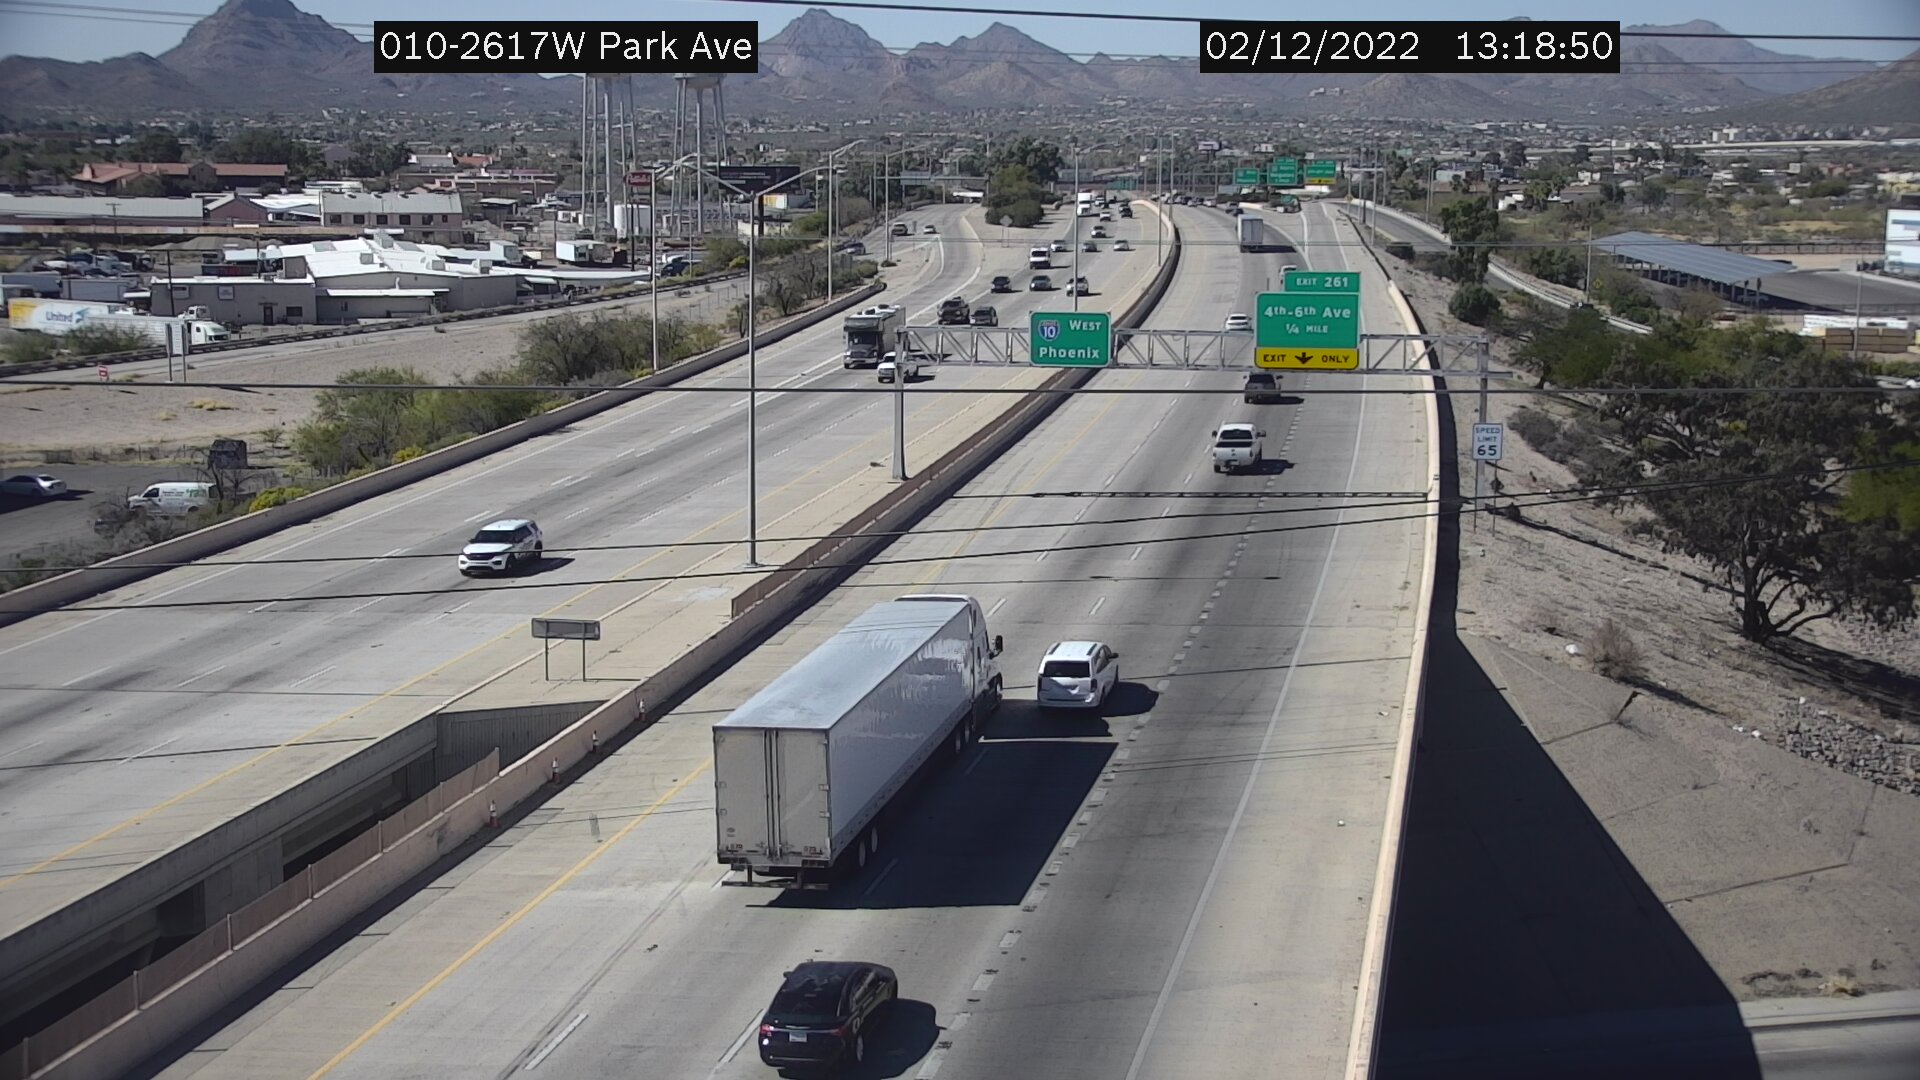 010-2617W Park Ave
02/12/2022 13:18:50
EXIT 261
4th-6th Ave
1/4 MILE
EXIT ONLY
10
WEST
Phoenix
SPEED
LIMIT
65
United